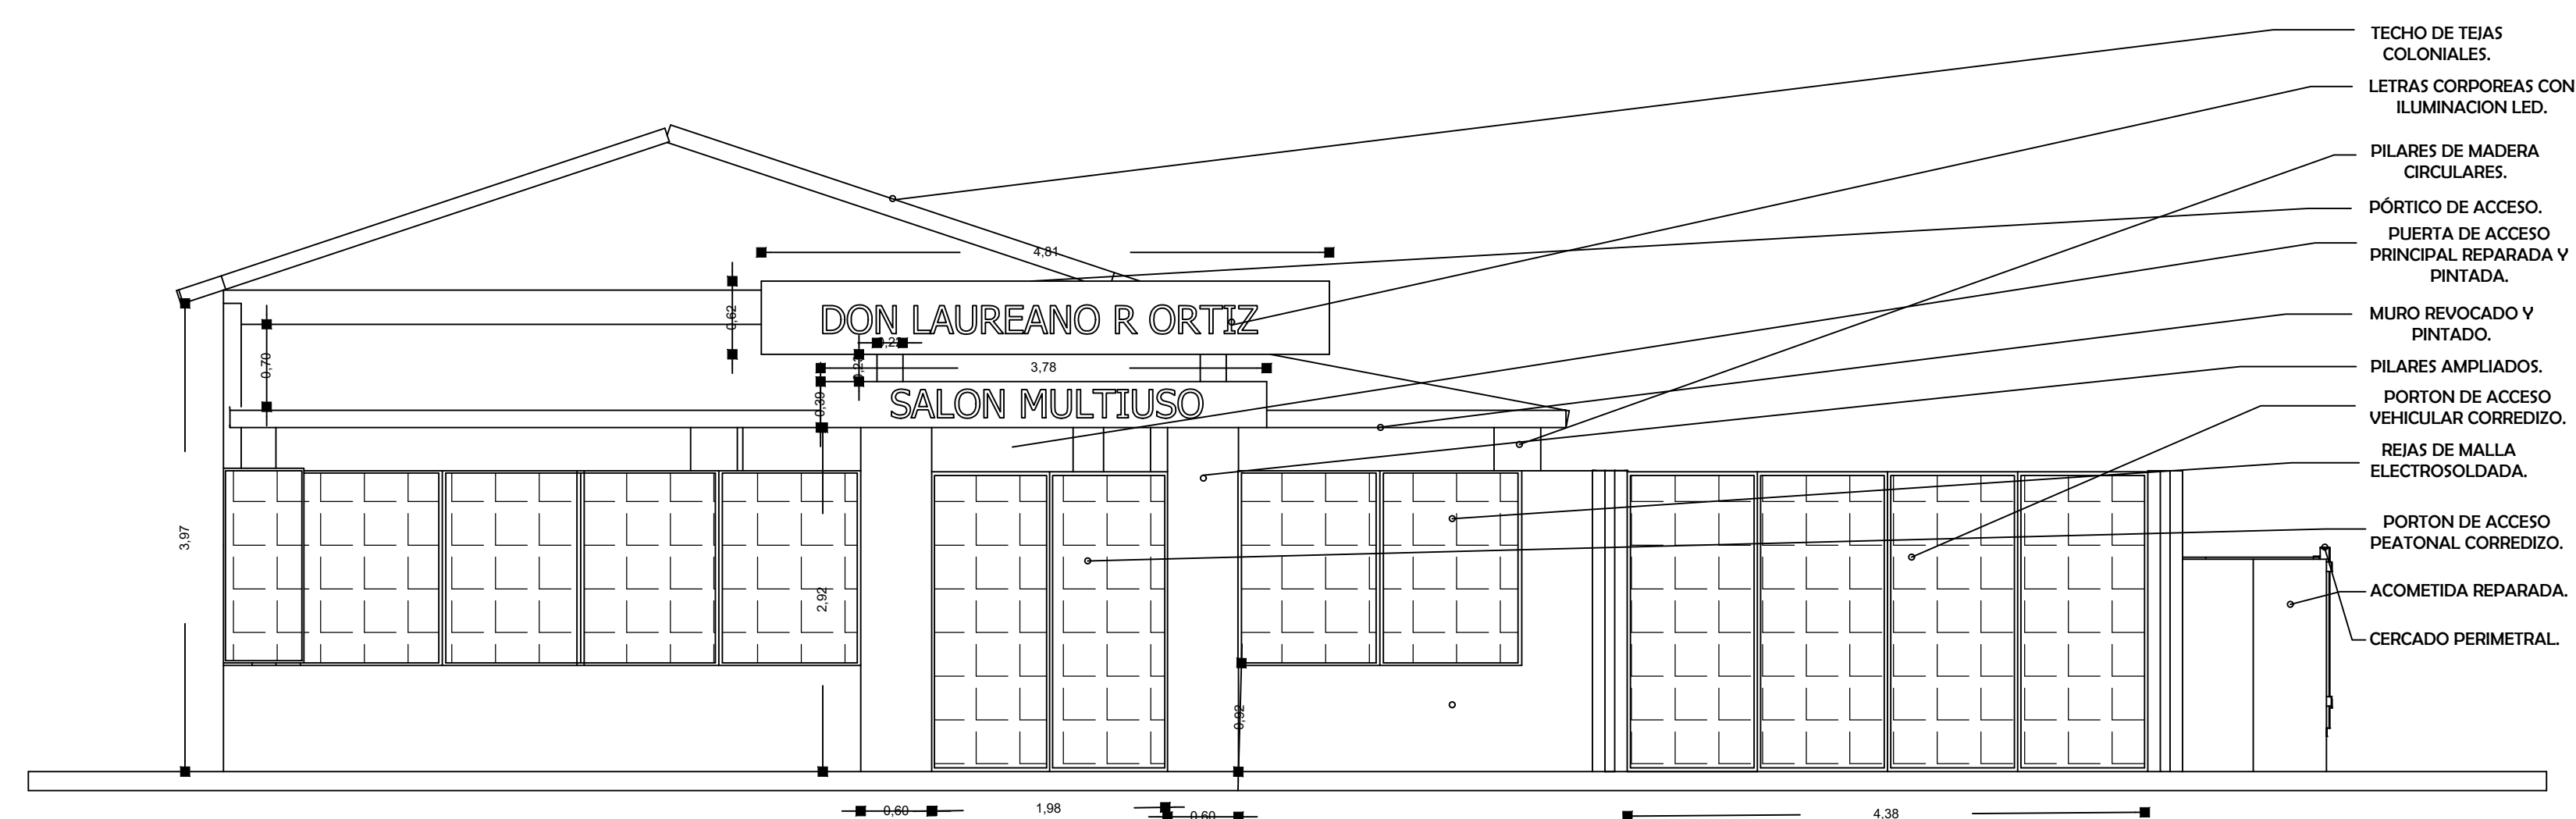 TECHO DE TEJAS
COLONIALES.
LETRAS CORPOREAS CON
ILUMINACION LED.
PILARES DE MADERA
CIRCULARES.
PÓRTICO DE ACCESO.
PUERTA DE ACCESO
PRINCIPAL REPARADA Y
PINTADA.
MURO REVOCADO Y
PINTADO.
PILARES AMPLIADOS.
PORTON DE ACCESO
VEHICULAR CORREDIZO.
REJAS DE MALLA
ELECTROSOLDADA.
PORTON DE ACCESO
PEATONAL CORREDIZO.
ACOMETIDA REPARADA.
CERCADO PERIMETRAL.
4,81
0,62
DON LAUREANO R ORTIZ
0,70
3,78
0,39
SALON MULTIUSO
3,97
2,92
0,92
0,60
1,98
0,60
4,38